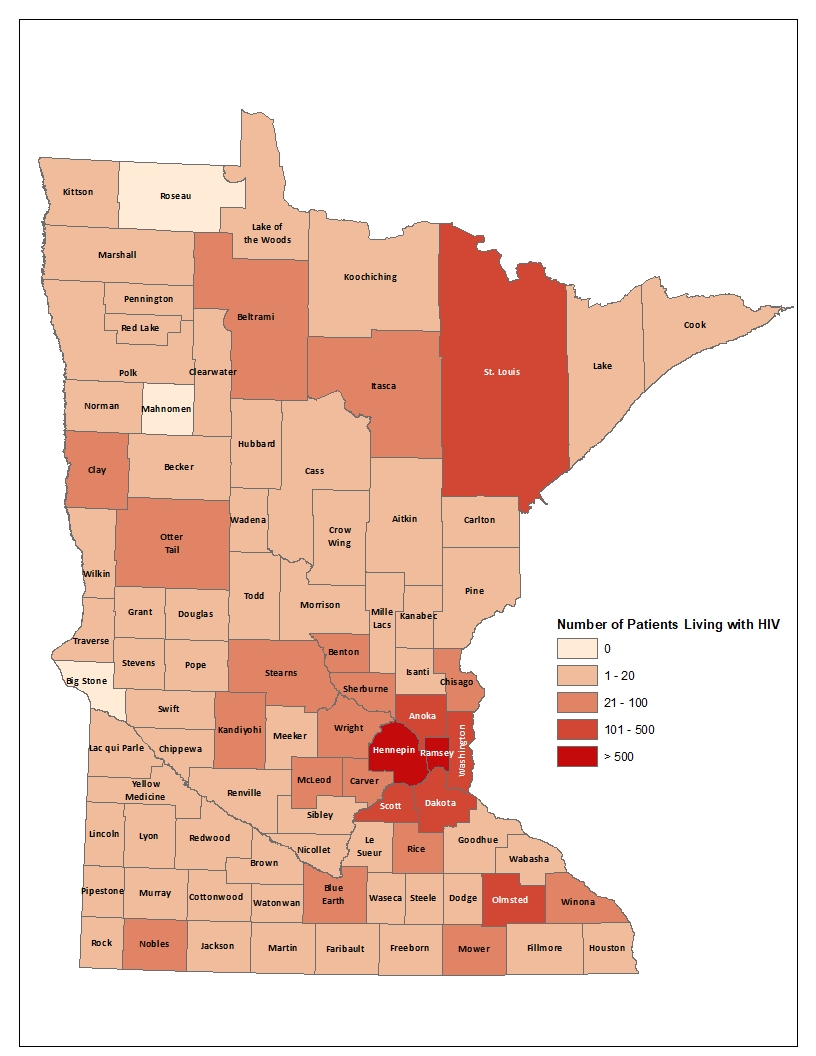 Kittson
Roseau
Lake of
the Woods
Marshall
Koochiching
Pennington
Beltrami
Red Lake
Cook
Polk
Clearwater
St. Louis
Lake
Itasca
Norman
Mahnomen
Hubbard
Clay
Becker
Cass
Wadena
Aitkin
Carlton
Crow
Wing
Otter
Tail
Wilkin
Pine
Todd
Morrison
Grant
Douglas
Mille
Lacs
Kanabec
Number of Patients Living with HIV
0
1 - 20
21 - 100
101 - 500
> 500
Traverse
Benton
Stevens
Pope
Stearns
Isanti
Big Stone
Chisago
Sherburne
Swift
Anoka
Kandiyohi
Meeker
Wright
Washington
Lac qui Parle
Chippewa
Hennepin
Ramsey
McLeod
Carver
Yellow
Medicine
Renville
Scott
Dakota
Sibley
Lincoln
Lyon
Redwood
Le
Sueur
Goodhue
Nicollet
Rice
Wabasha
Brown
Pipestone
Murray
Cottonwood
Watonwan
Blue
Earth
Waseca
Steele
Dodge
Olmsted
Winona
Rock
Nobles
Jackson
Martin
Faribault
Freeborn
Mower
Fillmore
Houston